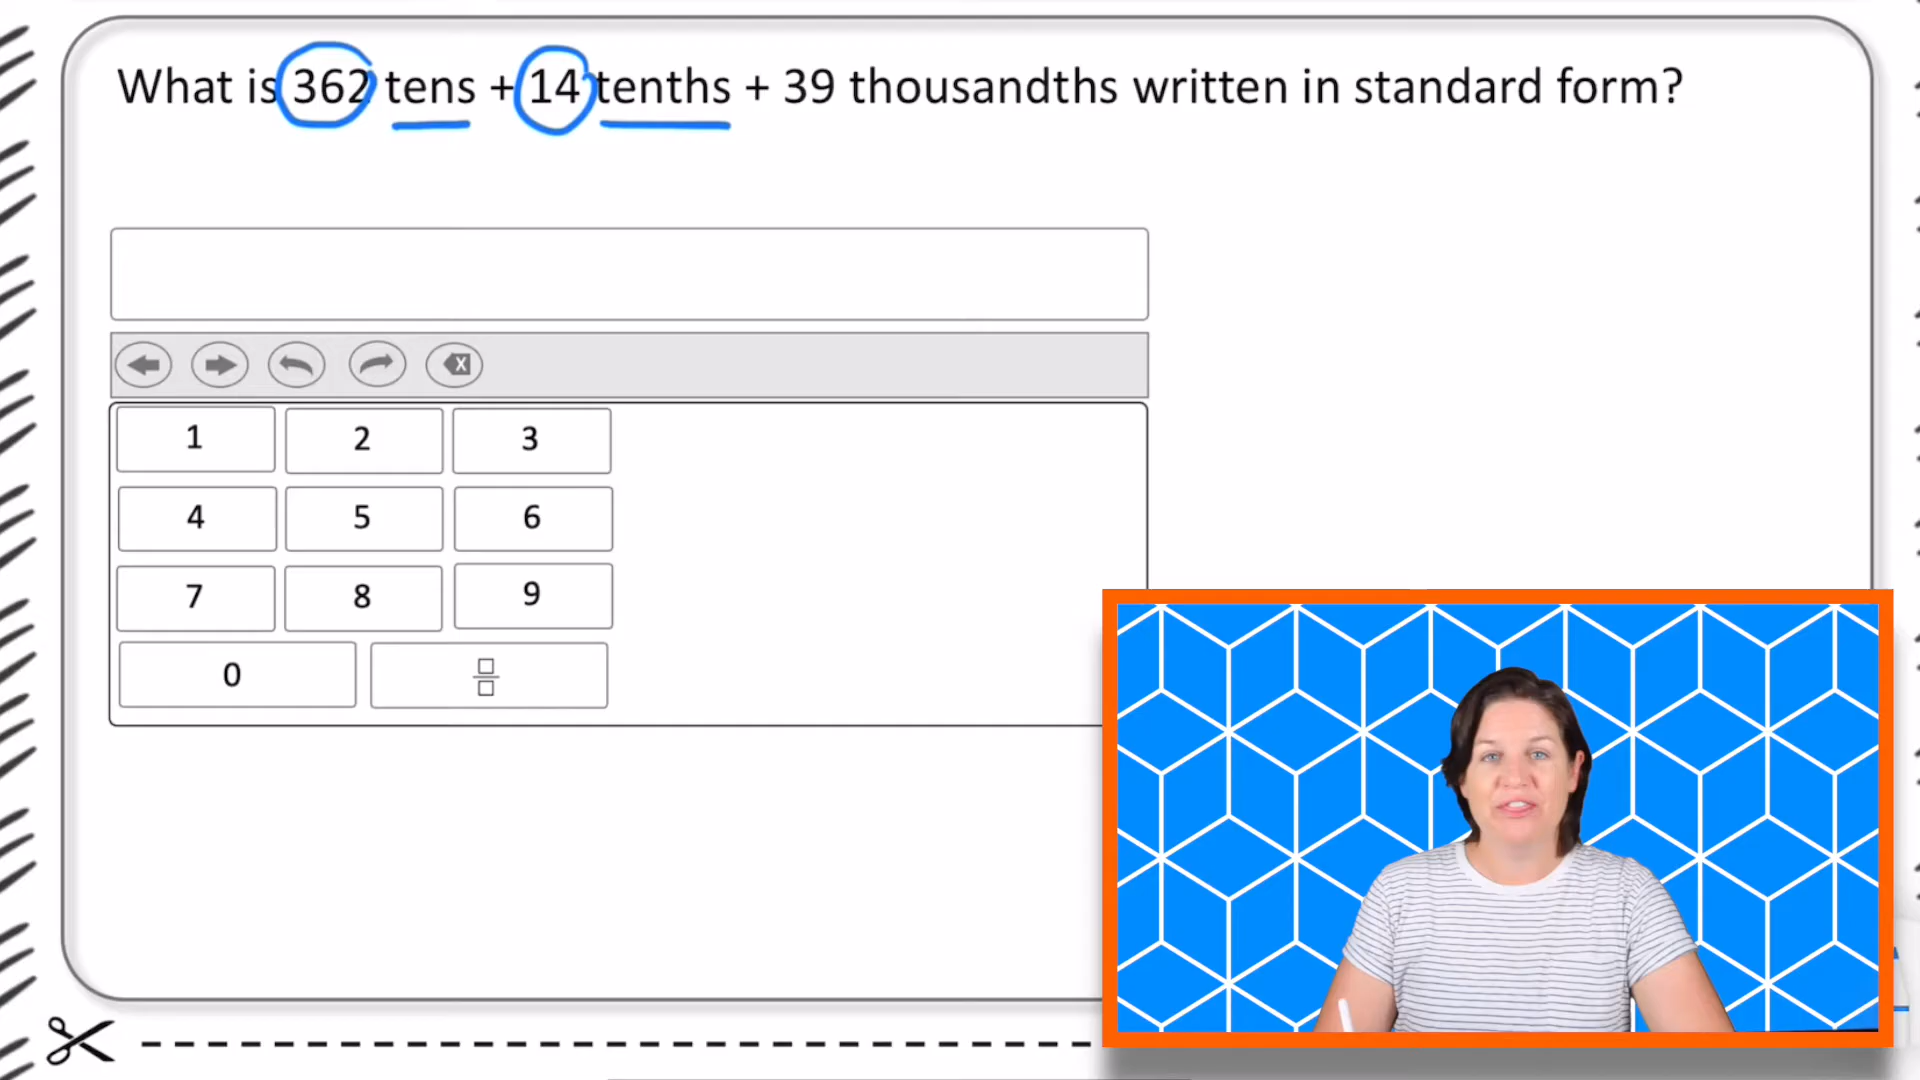 What is 362 tens + 14 tenths + 39 thousandths written in standard form?
1 2 3
4 5 6
7 8 9
0